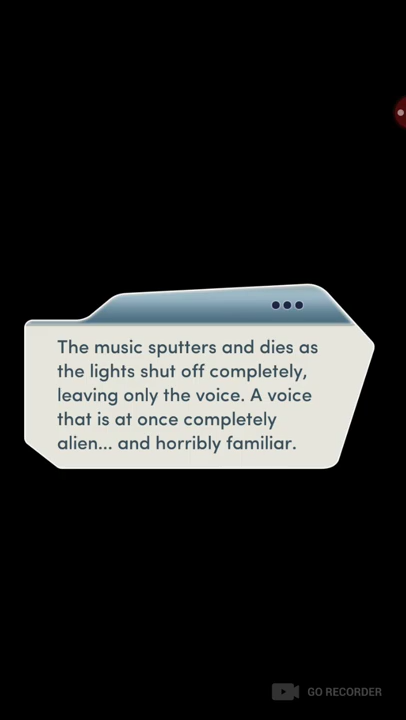 The music sputters and dies as
the lights shut off completely,
leaving only the voice. A voice
that is at once completely
alien... and horribly familiar.
GO RECORDER